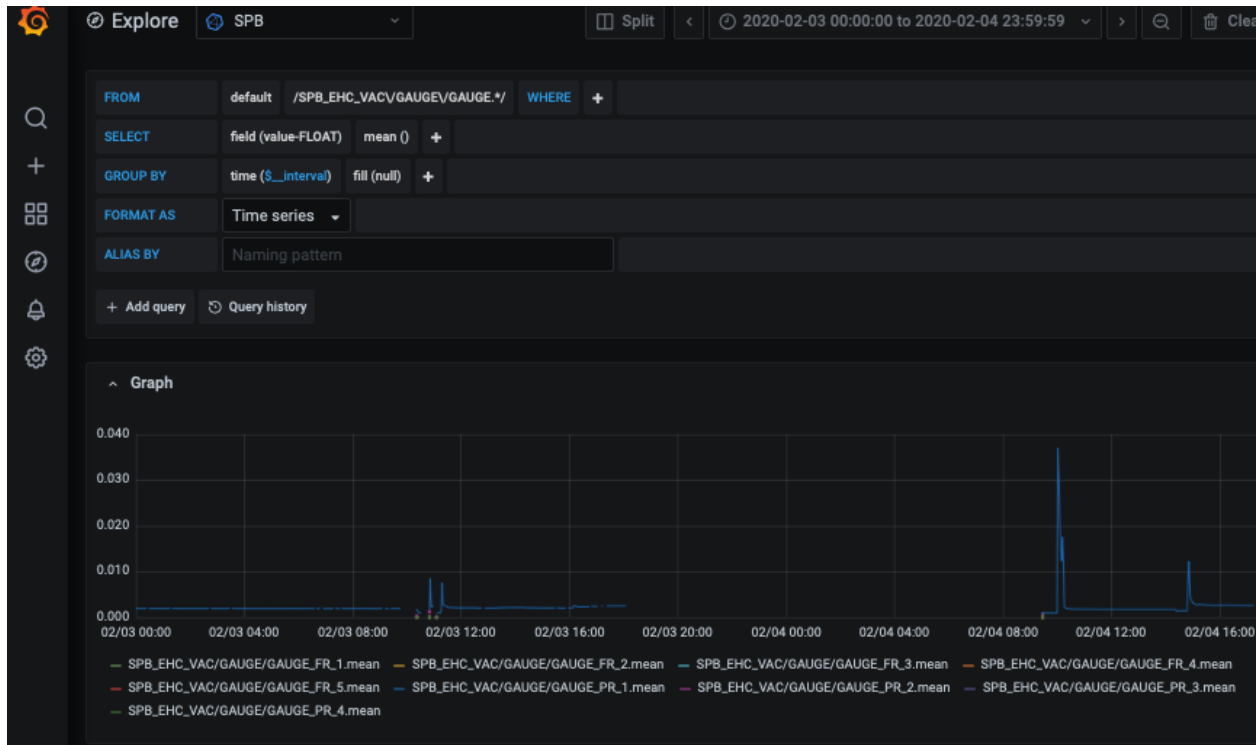 Explore SPB Split 2020-02-03 00:00:00 to 2020-02-04 23:59:59 Clea
FROM default /SPB_EHC_VAC\/GAUGE\/GAUGE.*/ WHERE +
SELECT field (value-FLOAT) mean () +
GROUP BY time ($__interval) fill (null) +
FORMAT AS Time series
ALIAS BY Naming pattern
+ Add query Query history
Graph
0.040
0.030
0.020
0.010
0.000
02/03 00:00 02/03 04:00 02/03 08:00 02/03 12:00 02/03 16:00 02/03 20:00 02/04 00:00 02/04 04:00 02/04 08:00 02/04 12:00 02/04 16:00
SPB_EHC_VAC/GAUGE/GAUGE_FR_1.mean SPB_EHC_VAC/GAUGE/GAUGE_FR_2.mean SPB_EHC_VAC/GAUGE/GAUGE_FR_3.mean SPB_EHC_VAC/GAUGE/GAUGE_FR_4.mean
SPB_EHC_VAC/GAUGE/GAUGE_FR_5.mean SPB_EHC_VAC/GAUGE/GAUGE_PR_1.mean SPB_EHC_VAC/GAUGE/GAUGE_PR_2.mean SPB_EHC_VAC/GAUGE/GAUGE_PR_3.mean
SPB_EHC_VAC/GAUGE/GAUGE_PR_4.mean